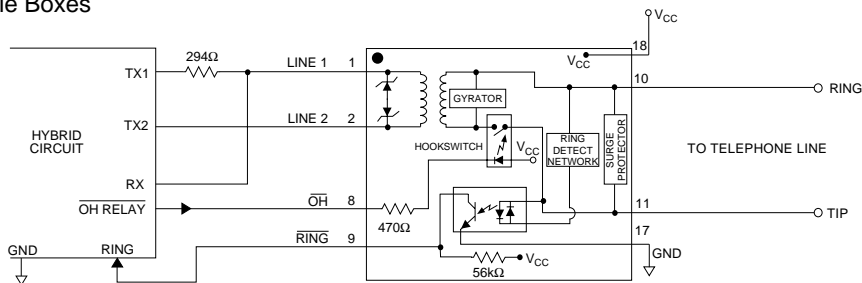 le Boxes
VCC
18
VCC
294Ω
TX1
LINE 1
1
10
RING
GYRATOR
TX2
LINE 2
2
HYBRID
CIRCUIT
HOOKSWITCH
VCC
RING
DETECT
NETWORK
SURGE
PROTECTOR
TO TELEPHONE LINE
RX
OH RELAY
OH
8
470Ω
11
TIP
RING
9
17
GND
RING
GND
56kΩ
VCC